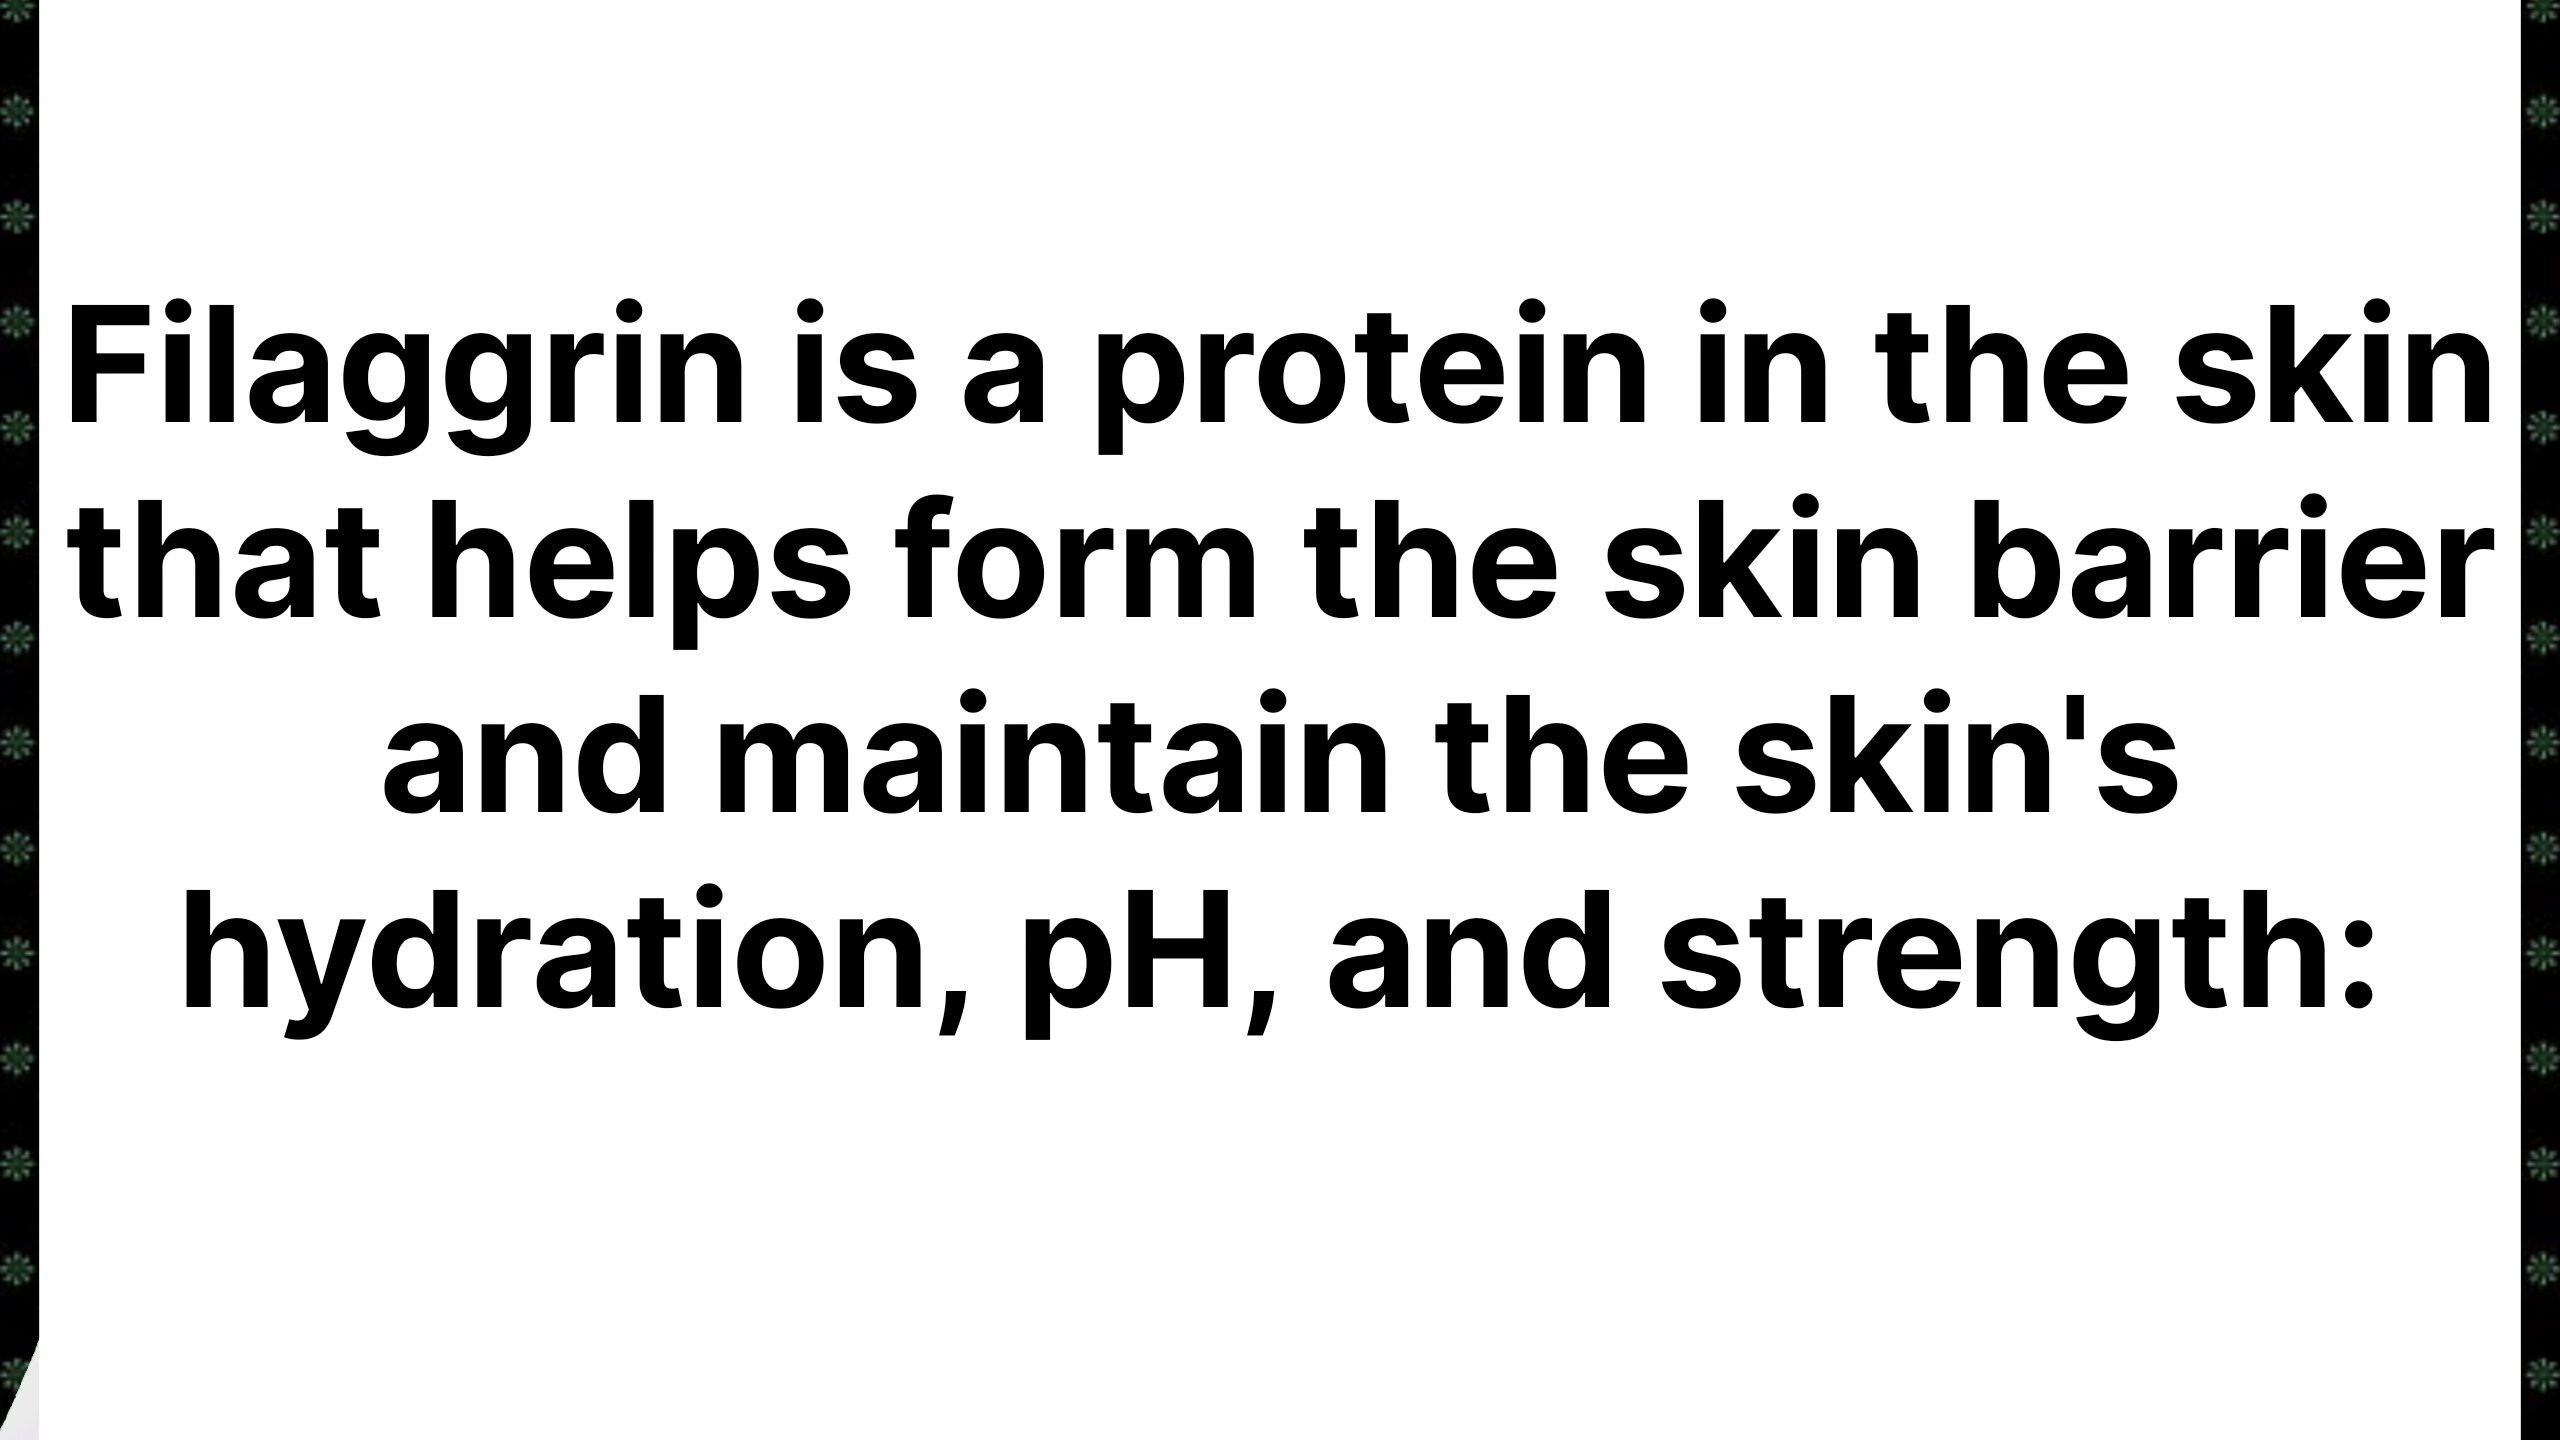 Filaggrin is a protein in the skin
that helps form the skin barrier
and maintain the skin's
hydration, pH, and strength: